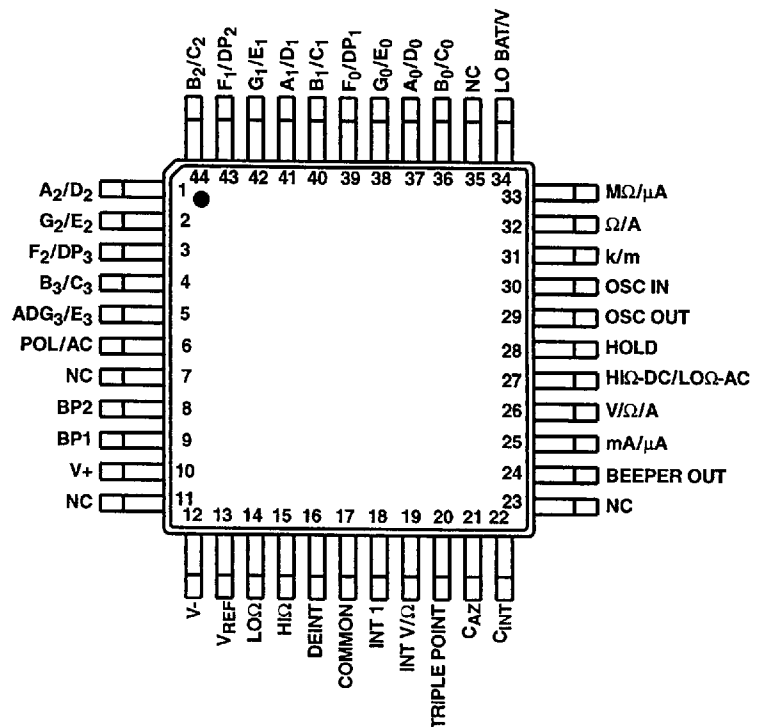 B₂/C₂
F₁/DP₂
G₁/E₁
A₁/D₁
B₁/C₁
F₀/DP₁
G₀/E₀
A₀/D₀
B₀/C₀
NC
LO BAT/V
44 43 42 41 40 39 38 37 36 35 34
A₂/D₂ 1
G₂/E₂ 2
F₂/DP₃ 3
B₃/C₃ 4
ADG₃/E₃ 5
POL/AC 6
NC 7
BP2 8
BP1 9
V+ 10
NC 11
33 MΩ/µA
32 Ω/A
31 k/m
30 OSC IN
29 OSC OUT
28 HOLD
27 HIΩ-DC/LOΩ-AC
26 V/Ω/A
25 mA/µA
24 BEEPER OUT
23 NC
12 13 14 15 16 17 18 19 20 21 22
V-
VREF
LOΩ
HIΩ
DEINT
COMMON
INT 1
INT V/Ω
TRIPLE POINT
CAZ
CINT